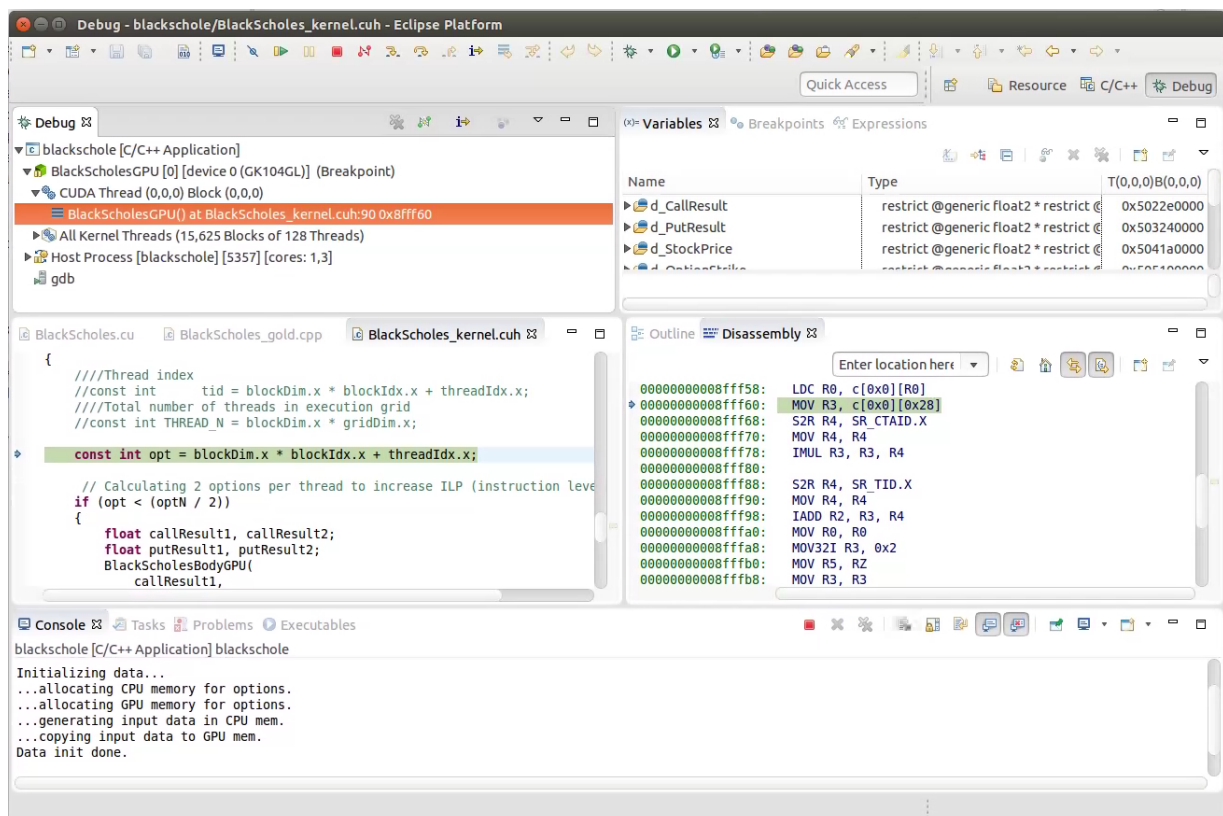 Debug - blackschole/BlackScholes_kernel.cuh - Eclipse Platform
Quick Access
Resource
C/C++
Debug
Debug
blackschole [C/C++ Application]
BlackScholesGPU [0] [device 0 (GK104GL)] (Breakpoint)
CUDA Thread (0,0,0) Block (0,0,0)
BlackScholesGPU() at BlackScholes_kernel.cuh:90 0x8fff60
All Kernel Threads (15,625 Blocks of 128 Threads)
Host Process [blackschole] [5357] [cores: 1,3]
gdb
(x)= Variables
Breakpoints
Expressions
Name Type T(0,0,0)B(0,0,0)
d_CallResult restrict @generic float2 * restrict @ 0x5022e0000
d_PutResult restrict @generic float2 * restrict @ 0x503240000
d_StockPrice restrict @generic float2 * restrict @ 0x5041a0000
d_OptionStrike restrict @generic float2 * restrict @ 0x505100000
BlackScholes.cu
BlackScholes_gold.cpp
BlackScholes_kernel.cuh
{
////Thread index
//const int      tid = blockDim.x * blockIdx.x + threadIdx.x;
////Total number of threads in execution grid
//const int THREAD_N = blockDim.x * gridDim.x;
const int opt = blockDim.x * blockIdx.x + threadIdx.x;
// Calculating 2 options per thread to increase ILP (instruction leve
if (opt < (optN / 2))
{
float callResult1, callResult2;
float putResult1, putResult2;
BlackScholesBodyGPU(
callResult1,
Outline
Disassembly
Enter location here
00000000008fff58: LDC R0, c[0x0][R0]
00000000008fff60: MOV R3, c[0x0][0x28]
00000000008fff68: S2R R4, SR_CTAID.X
00000000008fff70: MOV R4, R4
00000000008fff78: IMUL R3, R3, R4
00000000008fff80:
00000000008fff88: S2R R4, SR_TID.X
00000000008fff90: MOV R4, R4
00000000008fff98: IADD R2, R3, R4
00000000008fffa0: MOV R0, R0
00000000008fffa8: MOV32I R3, 0x2
00000000008fffb0: MOV R5, RZ
00000000008fffb8: MOV R3, R3
Console
Tasks
Problems
Executables
blackschole [C/C++ Application] blackschole
Initializing data...
...allocating CPU memory for options.
...allocating GPU memory for options.
...generating input data in CPU mem.
...copying input data to GPU mem.
Data init done.